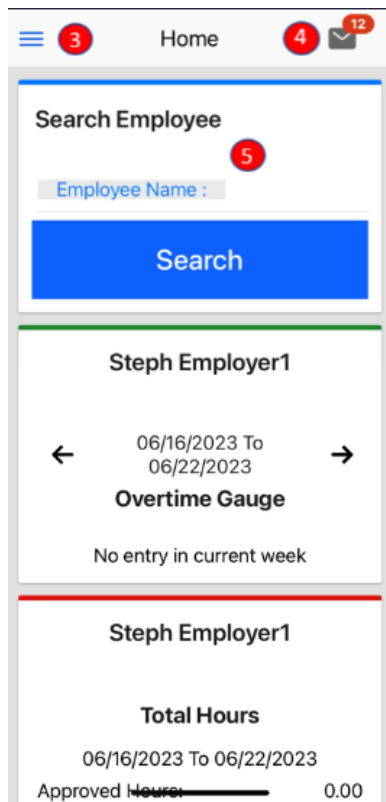 3 Home 4 12
Search Employee
5
Employee Name :
Search
Steph Employer1
06/16/2023 To
06/22/2023
Overtime Gauge
No entry in current week
Steph Employer1
Total Hours
06/16/2023 To 06/22/2023
Approved Hours: 0.00